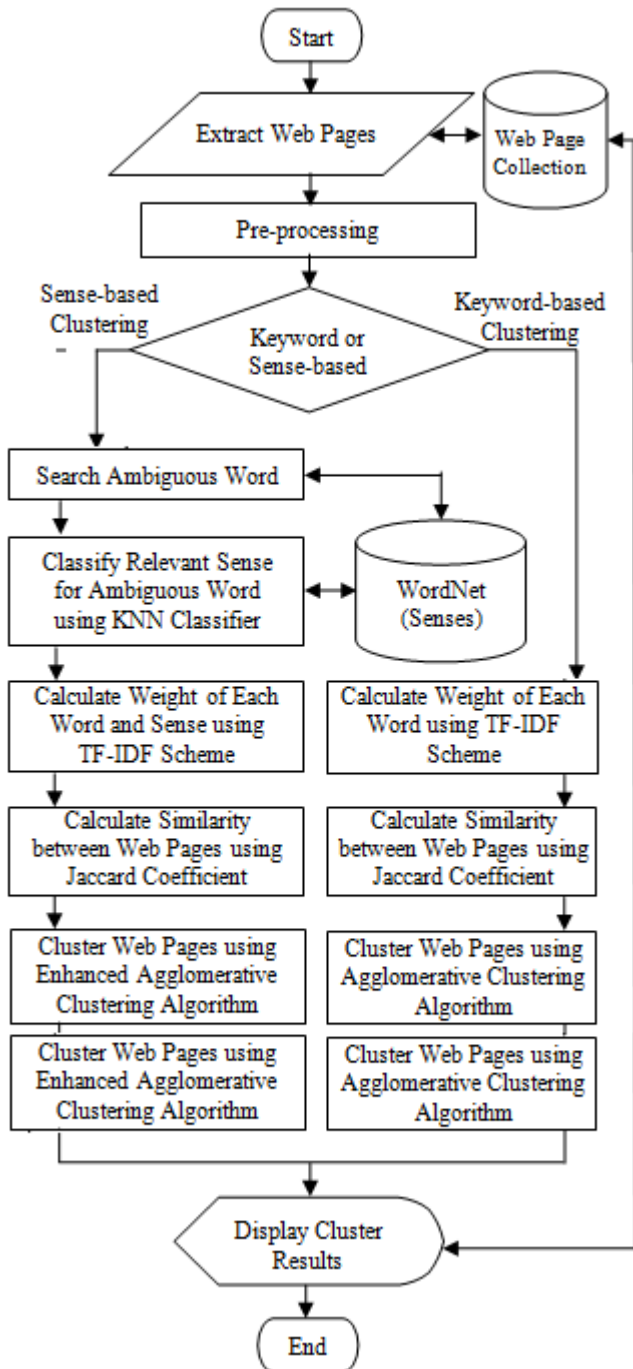 Start
Extract Web Pages
Web Page
Collection
Pre-processing
Sense-based
Clustering
Keyword-based
Clustering
Keyword or
Sense-based
Search Ambiguous Word
Classify Relevant Sense
for Ambiguous Word
using KNN Classifier
WordNet
(Senses)
Calculate Weight of Each
Word and Sense using
TF-IDF Scheme
Calculate Weight of Each
Word using TF-IDF
Scheme
Calculate Similarity
between Web Pages using
Jaccard Coefficient
Calculate Similarity
between Web Pages using
Jaccard Coefficient
Cluster Web Pages using
Enhanced Agglomerative
Clustering Algorithm
Cluster Web Pages using
Agglomerative Clustering
Algorithm
Cluster Web Pages using
Enhanced Agglomerative
Clustering Algorithm
Cluster Web Pages using
Agglomerative Clustering
Algorithm
Display Cluster
Results
End